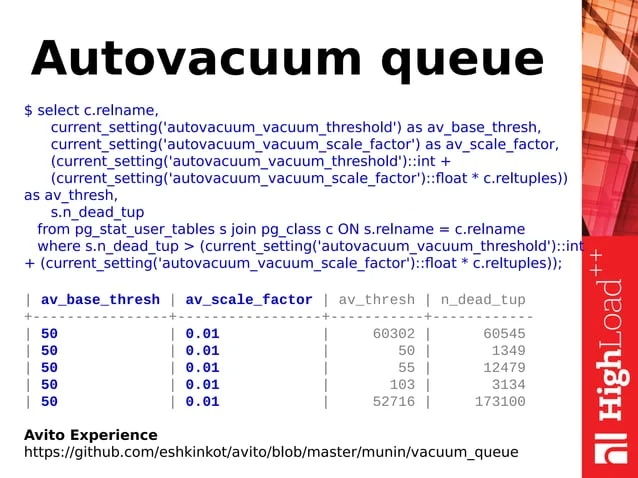 Autovacuum queue
$ select c.relname,
current_setting('autovacuum_vacuum_threshold') as av_base_thresh,
current_setting('autovacuum_vacuum_scale_factor') as av_scale_factor,
(current_setting('autovacuum_vacuum_threshold')::int +
(current_setting('autovacuum_vacuum_scale_factor')::float * c.reltuples))
as av_thresh,
s.n_dead_tup
from pg_stat_user_tables s join pg_class c ON s.relname = c.relname
where s.n_dead_tup > (current_setting('autovacuum_vacuum_threshold')::int
+ (current_setting('autovacuum_vacuum_scale_factor')::float * c.reltuples));
| av_base_thresh | av_scale_factor | av_thresh | n_dead_tup
+----------------+-----------------+-----------+------------
| 50 | 0.01 | 60302 | 60545
| 50 | 0.01 | 50 | 1349
| 50 | 0.01 | 55 | 12479
| 50 | 0.01 | 103 | 3134
| 50 | 0.01 | 52716 | 173100
Avito Experience
https://github.com/eshkinkot/avito/blob/master/munin/vacuum_queue
HighLoad++